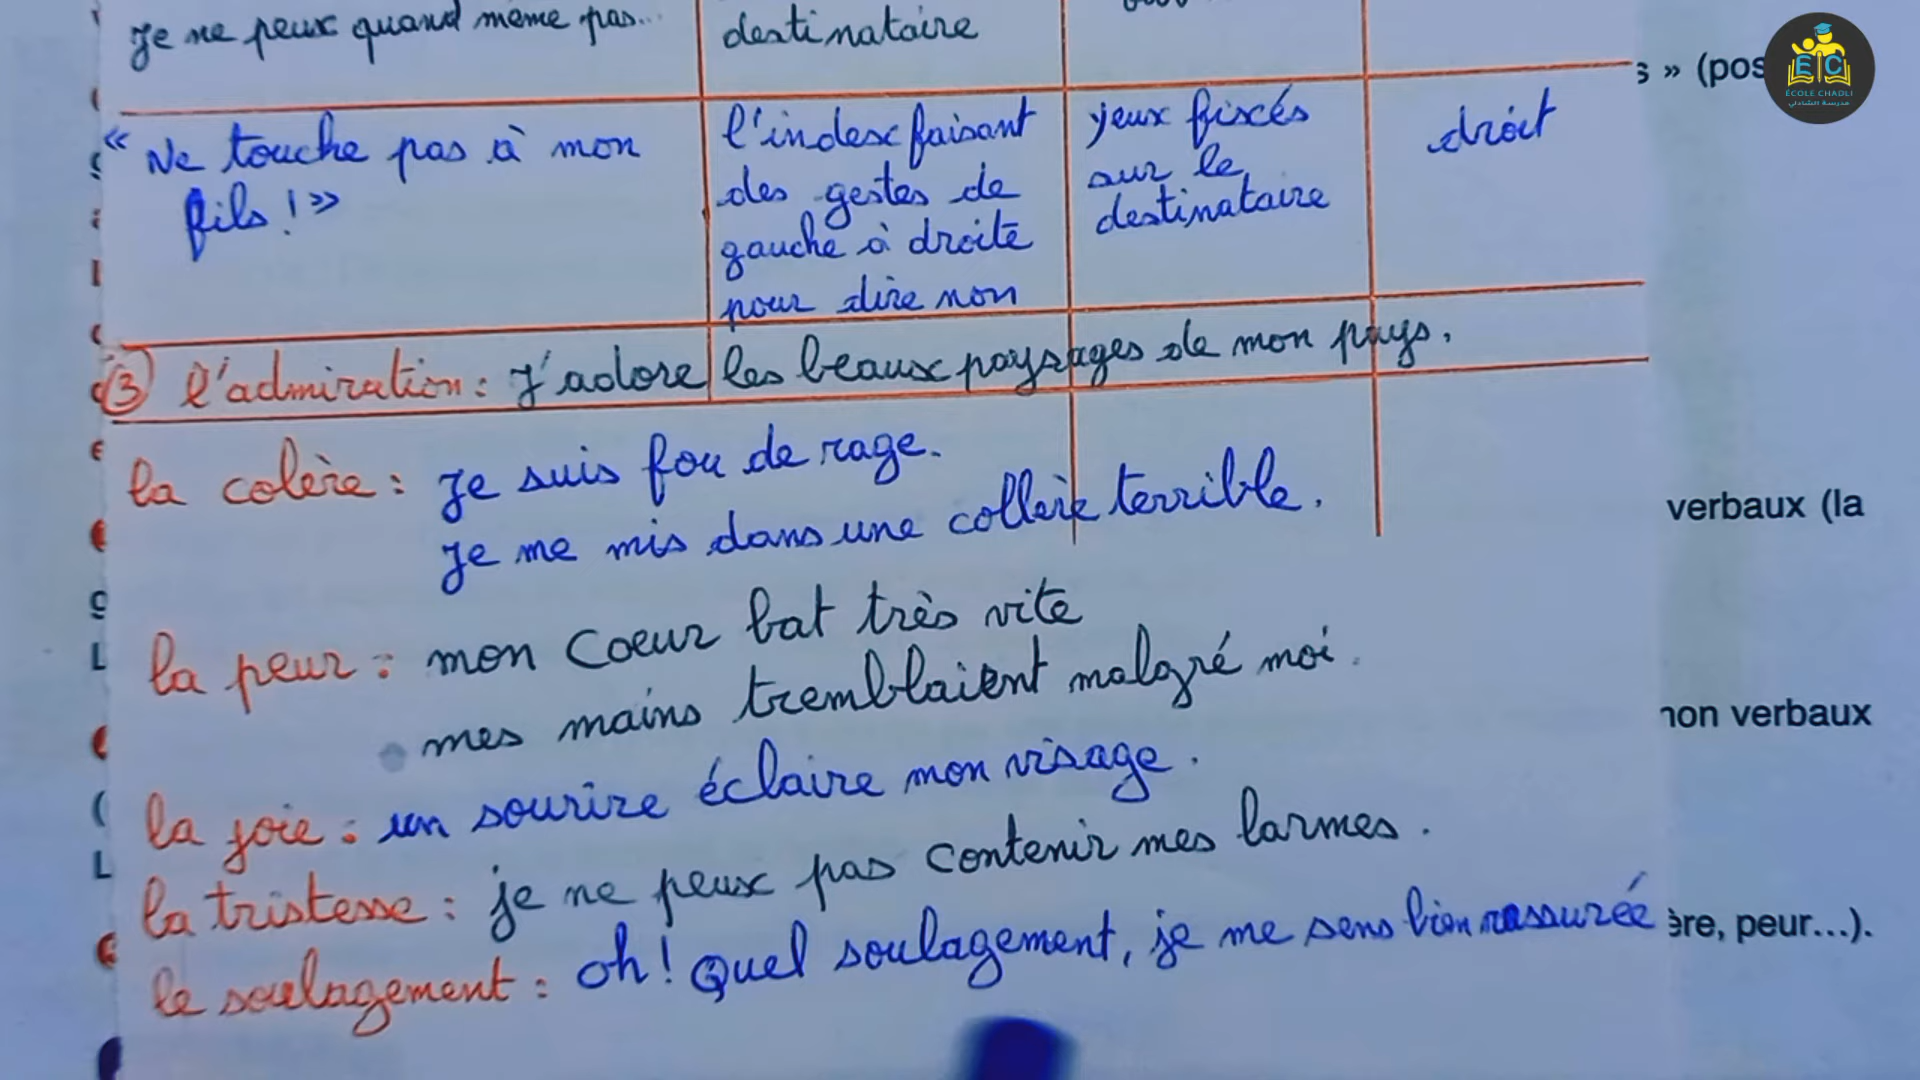 je ne peux quand même pas...
destinataire
s » (pos
ÉCOLE CHADLI
مدرسة الشادلي
« Ne touche pas à mon
fils ! »
l'index faisant
des gestes de
gauche à droite
pour dire non
yeux fixés
sur le
destinataire
droit
3 l'admiration : J'adore les beaux paysages de mon pays.
la colère : Je suis fou de rage.
Je me mis dans une collère terrible.
verbaux (la
la peur : mon coeur bat très vite
mes mains tremblaient malgré moi.
non verbaux
la joie : un sourire éclaire mon visage.
la tristesse : je ne peux pas contenir mes larmes.
le soulagement : oh ! Quel soulagement, je me sens bien rassurée
ère, peur...).